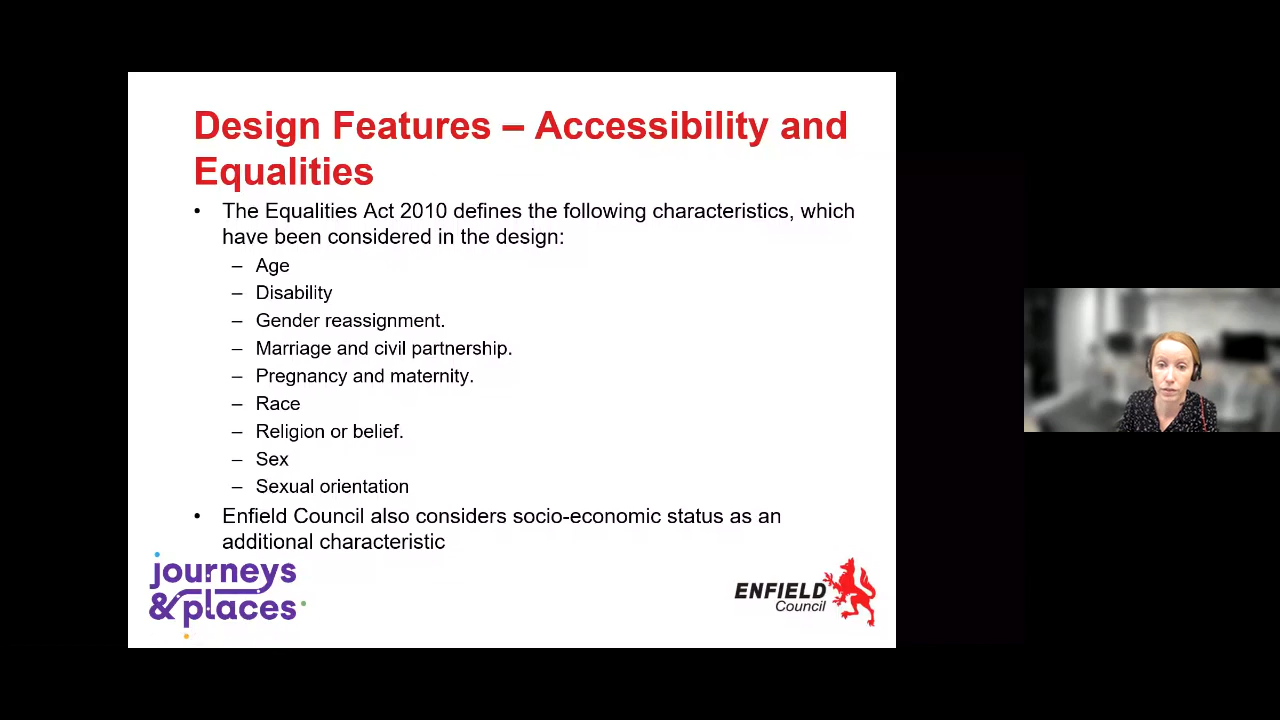 Design Features – Accessibility and
Equalities
• The Equalities Act 2010 defines the following characteristics, which
have been considered in the design:
– Age
– Disability
– Gender reassignment.
– Marriage and civil partnership.
– Pregnancy and maternity.
– Race
– Religion or belief.
– Sex
– Sexual orientation
• Enfield Council also considers socio-economic status as an
additional characteristic
journeys
&places
ENFIELD
Council